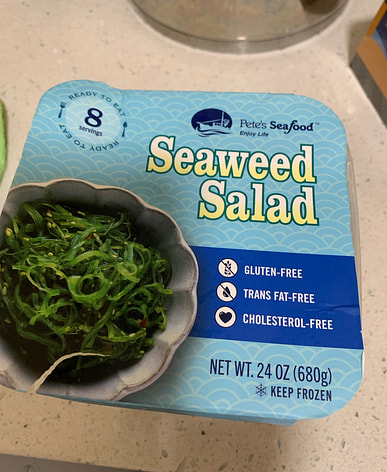 READY TO EAT
8
servings
READY TO EAT
Pete's Seafood™
Enjoy Life
Seaweed
Salad
GLUTEN-FREE
TRANS FAT-FREE
CHOLESTEROL-FREE
NET WT. 24 OZ (680g)
KEEP FROZEN